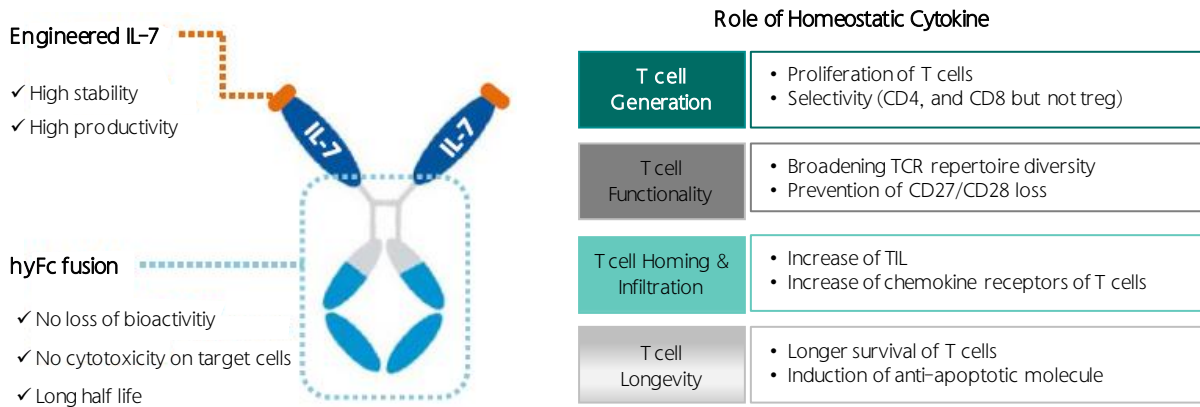 Engineered IL-7
✓ High stability
✓ High productivity
IL-7
IL-7
hyFc fusion
✓ No loss of bioactivitiy
✓ No cytotoxicity on target cells
✓ Long half life
Role of Homeostatic Cytokine
T cell
Generation
• Proliferation of T cells
• Selectivity (CD4, and CD8 but not treg)
T cell
Functionality
• Broadening TCR repertoire diversity
• Prevention of CD27/CD28 loss
T cell Homing &
Infiltration
• Increase of TIL
• Increase of chemokine receptors of T cells
T cell
Longevity
• Longer survival of T cells
• Induction of anti-apoptotic molecule